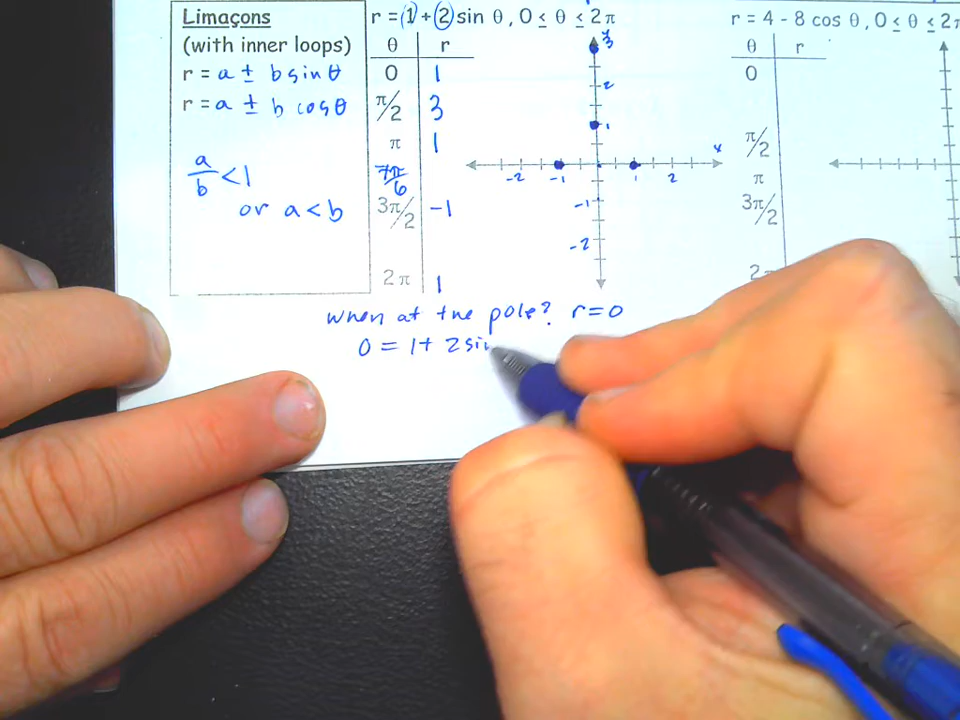 Limaçons
(with inner loops)
r = a ± b sin θ
r = a ± b cos θ
a/b < 1
or a < b
r = (1) + (2) sin θ, 0 ≤ θ ≤ 2π
θ r
0 1
π/2 3
π 1
7π/6
3π/2 -1
2π 1
y
3
2
1
x
-2 -1 1 2
-1
-2
r = 4 - 8 cos θ, 0 ≤ θ ≤ 2π
θ r
0
π/2
π
3π/2
When at the pole? r = 0
0 = 1 + 2 sin